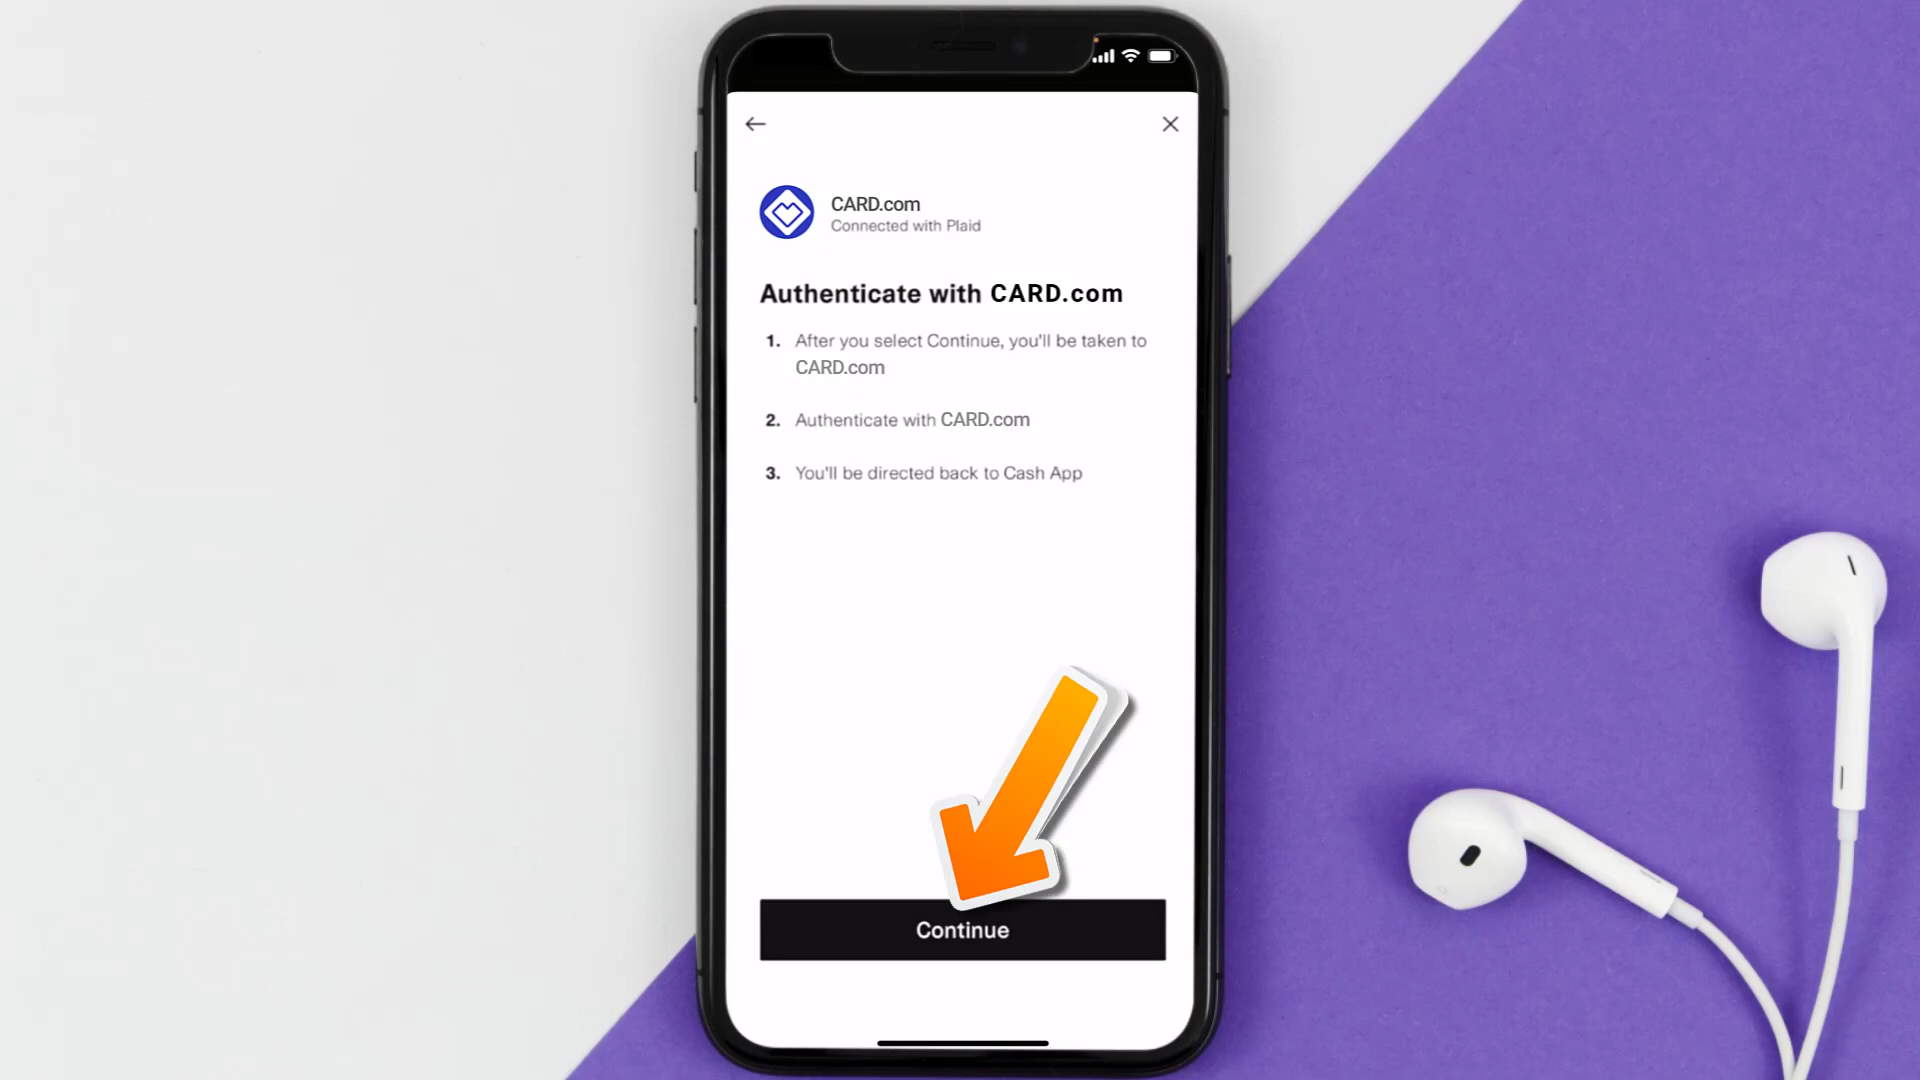 CARD.com
Connected with Plaid
Authenticate with CARD.com
1. After you select Continue, you'll be taken to
CARD.com
2. Authenticate with CARD.com
3. You'll be directed back to Cash App
Continue